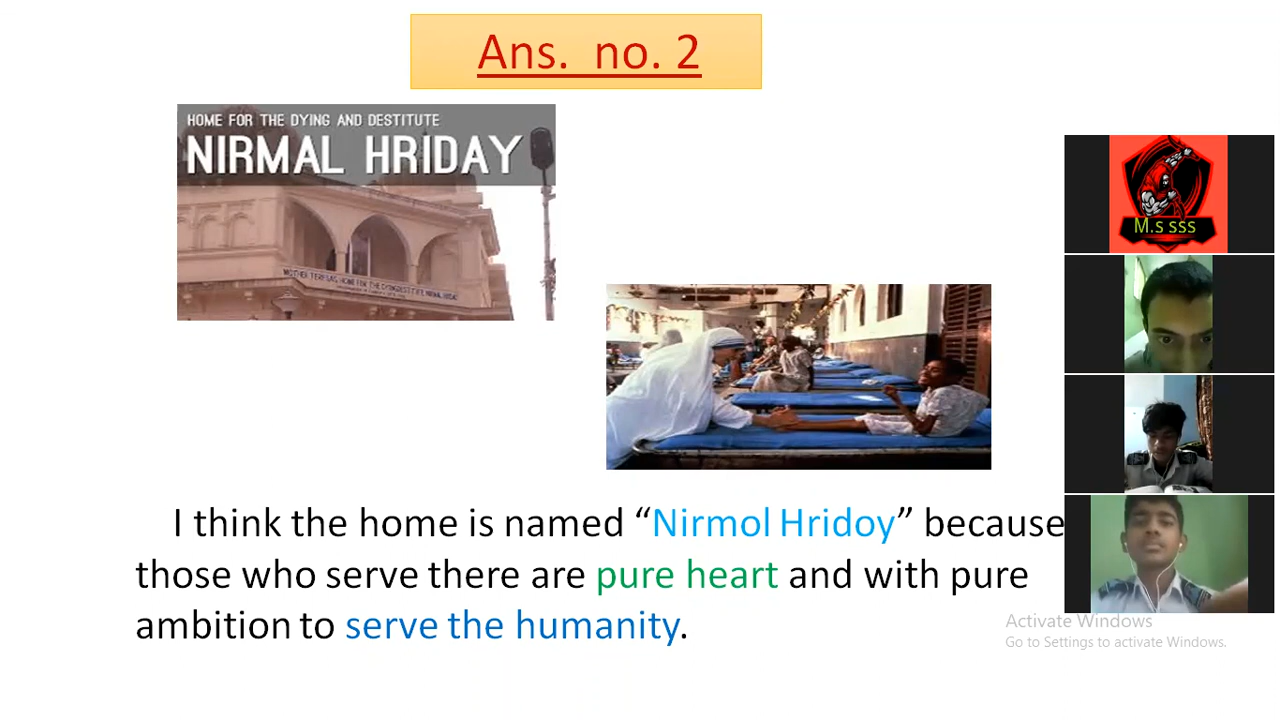 Ans. no. 2
HOME FOR THE DYING AND DESTITUTE
NIRMAL HRIDAY
M.s sss
I think the home is named “Nirmol Hridoy” because
those who serve there are pure heart and with pure
ambition to serve the humanity.
Activate Windows
Go to Settings to activate Windows.